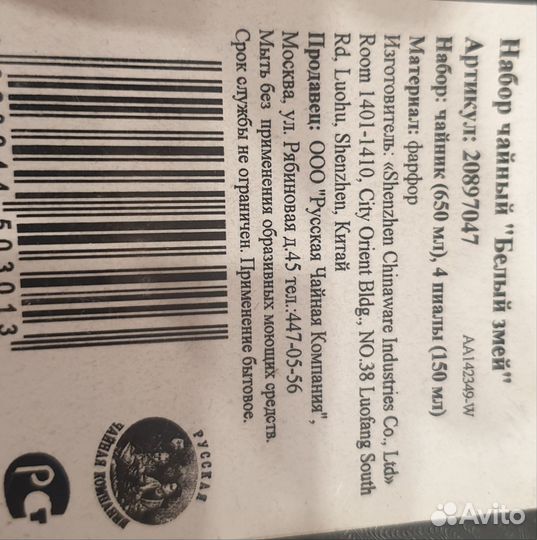 Набор чайный "Белый змей"
Артикул: 20897047 AA142349-W
Набор: чайник (650 мл), 4 пиалы (150 мл)
Материал: фарфор
Изготовитель: «Shenzhen Chinaware Industries Co., Ltd»
Room 1401-1410, City Orient Bldg., NO.38 Luofang South
Rd, Luohu, Shenzhen, Китай
Продавец: ООО "Русская Чайная Компания",
Москва, ул. Рябиновая д.45 тел.:447-05-56
Мыть без применения образивных моющих средств.
Срок службы не ограничен. Применение бытовое.
503013
РУССКАЯ
ЧАЙНАЯ КОМПАНИЯ
РСТ
Avito